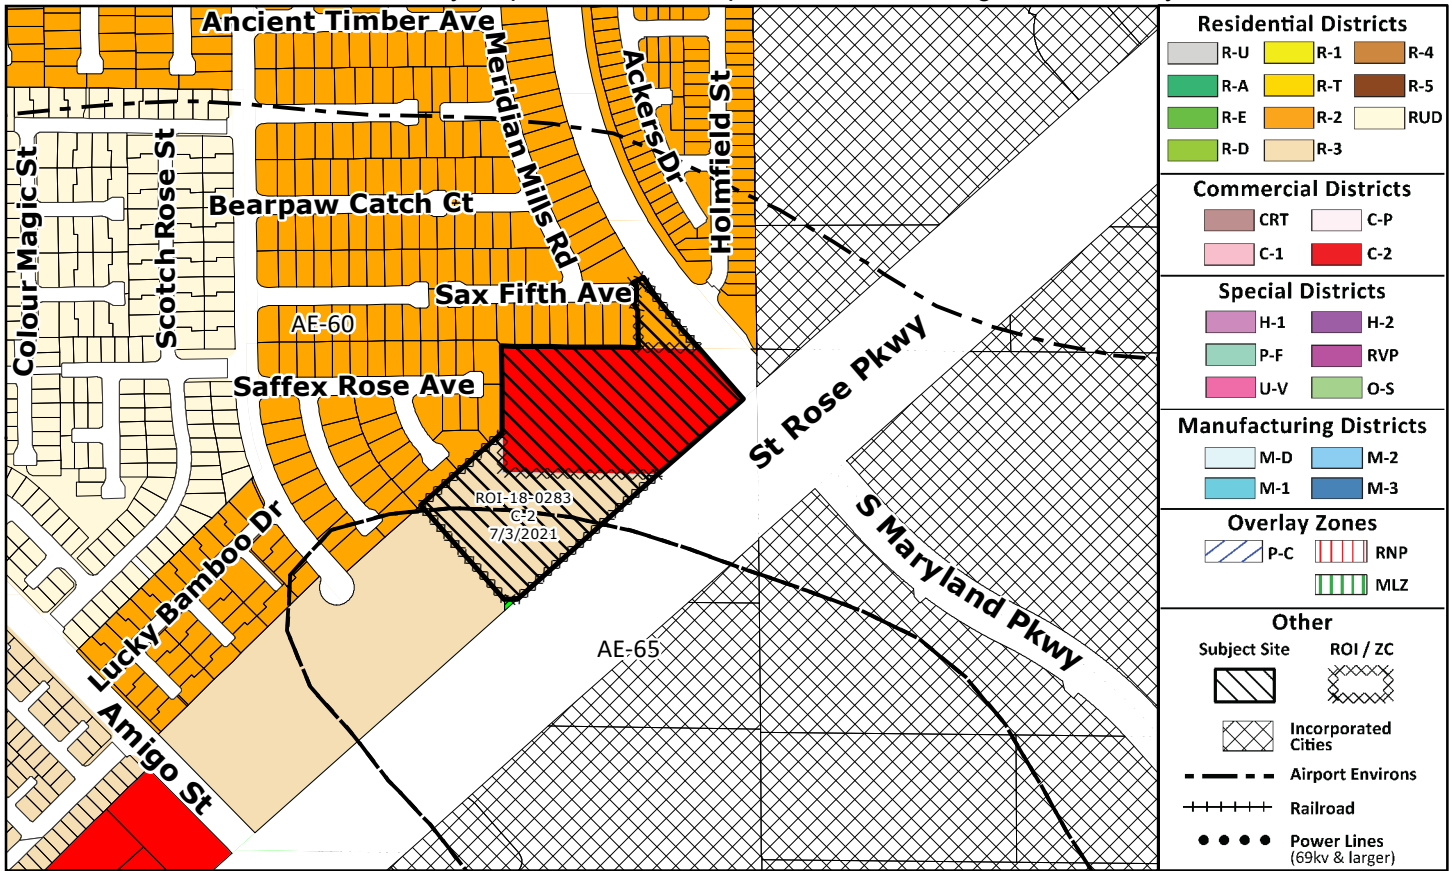 Ancient Timber Ave
Meridian Mills Rd
Ackers Dr
Holmfield St
Colour Magic St
Scotch Rose St
Bearpaw Catch Ct
Sax Fifth Ave
AE-60
Saffex Rose Ave
St Rose Pkwy
ROI-18-0283
C-2
7/3/2021
S Maryland Pkwy
Lucky Bamboo Dr
AE-65
Amigo St
Residential Districts
R-U R-1 R-4
R-A R-T R-5
R-E R-2 RUD
R-D R-3
Commercial Districts
CRT C-P
C-1 C-2
Special Districts
H-1 H-2
P-F RVP
U-V O-S
Manufacturing Districts
M-D M-2
M-1 M-3
Overlay Zones
P-C RNP
MLZ
Other
Subject Site ROI / ZC
Incorporated
Cities
Airport Environs
Railroad
Power Lines
(69kv & larger)